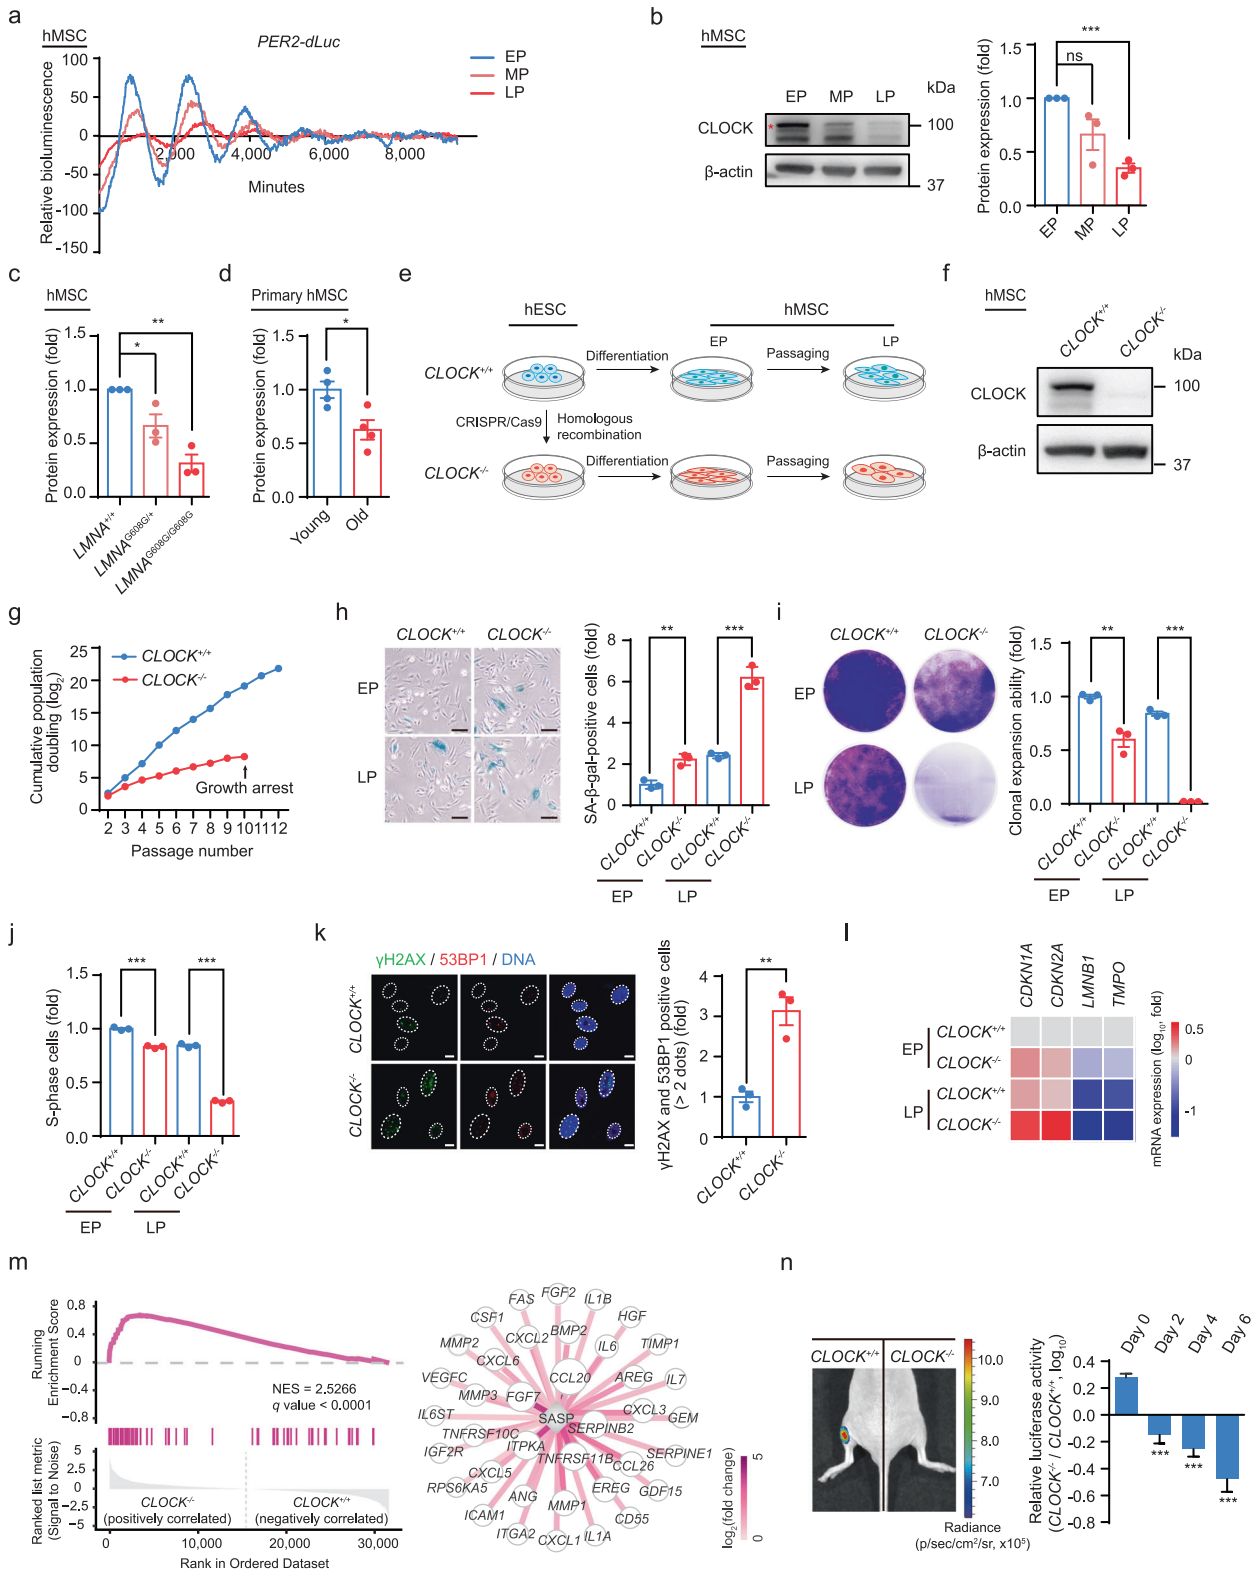 a
hMSC
PER2-dLuc
Relative bioluminescence
100
50
0
−50
−100
−150
2,000
4,000
6,000
8,000
Minutes
EP
MP
LP
b
hMSC
EP MP LP
kDa
CLOCK
*
100
β-actin
37
Protein expression (fold)
1.5
1.0
0.5
0.0
ns
***
EP
MP
LP
c
hMSC
Protein expression (fold)
1.5
1.0
0.5
0.0
*
**
LMNA+/+
LMNAG608G/+
LMNAG608G/G608G
d
Primary hMSC
Protein expression (fold)
1.5
1.0
0.5
0.0
*
Young
Old
e
hESC
hMSC
EP
LP
CLOCK+/+
Differentiation
Passaging
CRISPR/Cas9
Homologous
recombination
CLOCK-/-
Differentiation
Passaging
f
hMSC
CLOCK+/+
CLOCK-/-
kDa
CLOCK
100
β-actin
37
g
Cumulative population
doubling (log2)
25
20
15
10
5
0
CLOCK+/+
CLOCK-/-
Growth arrest
2 3 4 5 6 7 8 9 10 11 12
Passage number
h
CLOCK+/+ CLOCK-/-
EP
LP
SA-β-gal-positive cells (fold)
8
6
4
2
0
**
***
CLOCK+/+
CLOCK-/-
CLOCK+/+
CLOCK-/-
EP
LP
i
CLOCK+/+ CLOCK-/-
EP
LP
Clonal expansion ability (fold)
1.5
1.0
0.5
0.0
**
***
CLOCK+/+
CLOCK-/-
CLOCK+/+
CLOCK-/-
EP
LP
j
S-phase cells (fold)
1.5
1.0
0.5
0.0
***
***
CLOCK+/+
CLOCK-/-
CLOCK+/+
CLOCK-/-
EP
LP
k
γH2AX / 53BP1 / DNA
CLOCK+/+
CLOCK-/-
γH2AX and 53BP1 positive cells
(> 2 dots) (fold)
4
3
2
1
0
**
CLOCK+/+
CLOCK-/-
l
CDKN1A
CDKN2A
LMNB1
TMPO
EP
CLOCK+/+
CLOCK-/-
LP
CLOCK+/+
CLOCK-/-
0.5
0
-1
mRNA expression (log10, fold)
m
Running
Enrichment Score
0.8
0.4
0
−0.4
−0.8
NES = 2.5266
q value < 0.0001
Ranked list metric
(Signal to Noise)
5
2.5
0
−2.5
−5
CLOCK-/-
(positively correlated)
CLOCK+/+
(negatively correlated)
0
10,000
20,000
30,000
Rank in Ordered Dataset
FAS
FGF2
IL1B
CSF1
HGF
CXCL2
BMP2
MMP2
IL6
TIMP1
CXCL6
CCL20
VEGFC
AREG
IL7
MMP3
FGF7
CXCL3
IL6ST
SASP
GEM
TNFRSF10C
SERPINB2
IGF2R
ITPKA
SERPINE1
TNFRSF11B
CCL26
CXCL5
RPS6KA5
EREG
GDF15
ANG
MMP1
ICAM1
CD55
ITGA2
CXCL1
IL1A
5
0
log2(fold change)
n
CLOCK+/+ CLOCK-/-
10.0
9.0
8.0
7.0
6.0
Radiance
(p/sec/cm2/sr, x10⁵)
Relative luciferase activity
(CLOCK-/- / CLOCK+/+, log10)
Day 0
Day 2
Day 4
Day 6
0.4
0.2
0.0
-0.2
-0.4
-0.6
-0.8
***
***
***